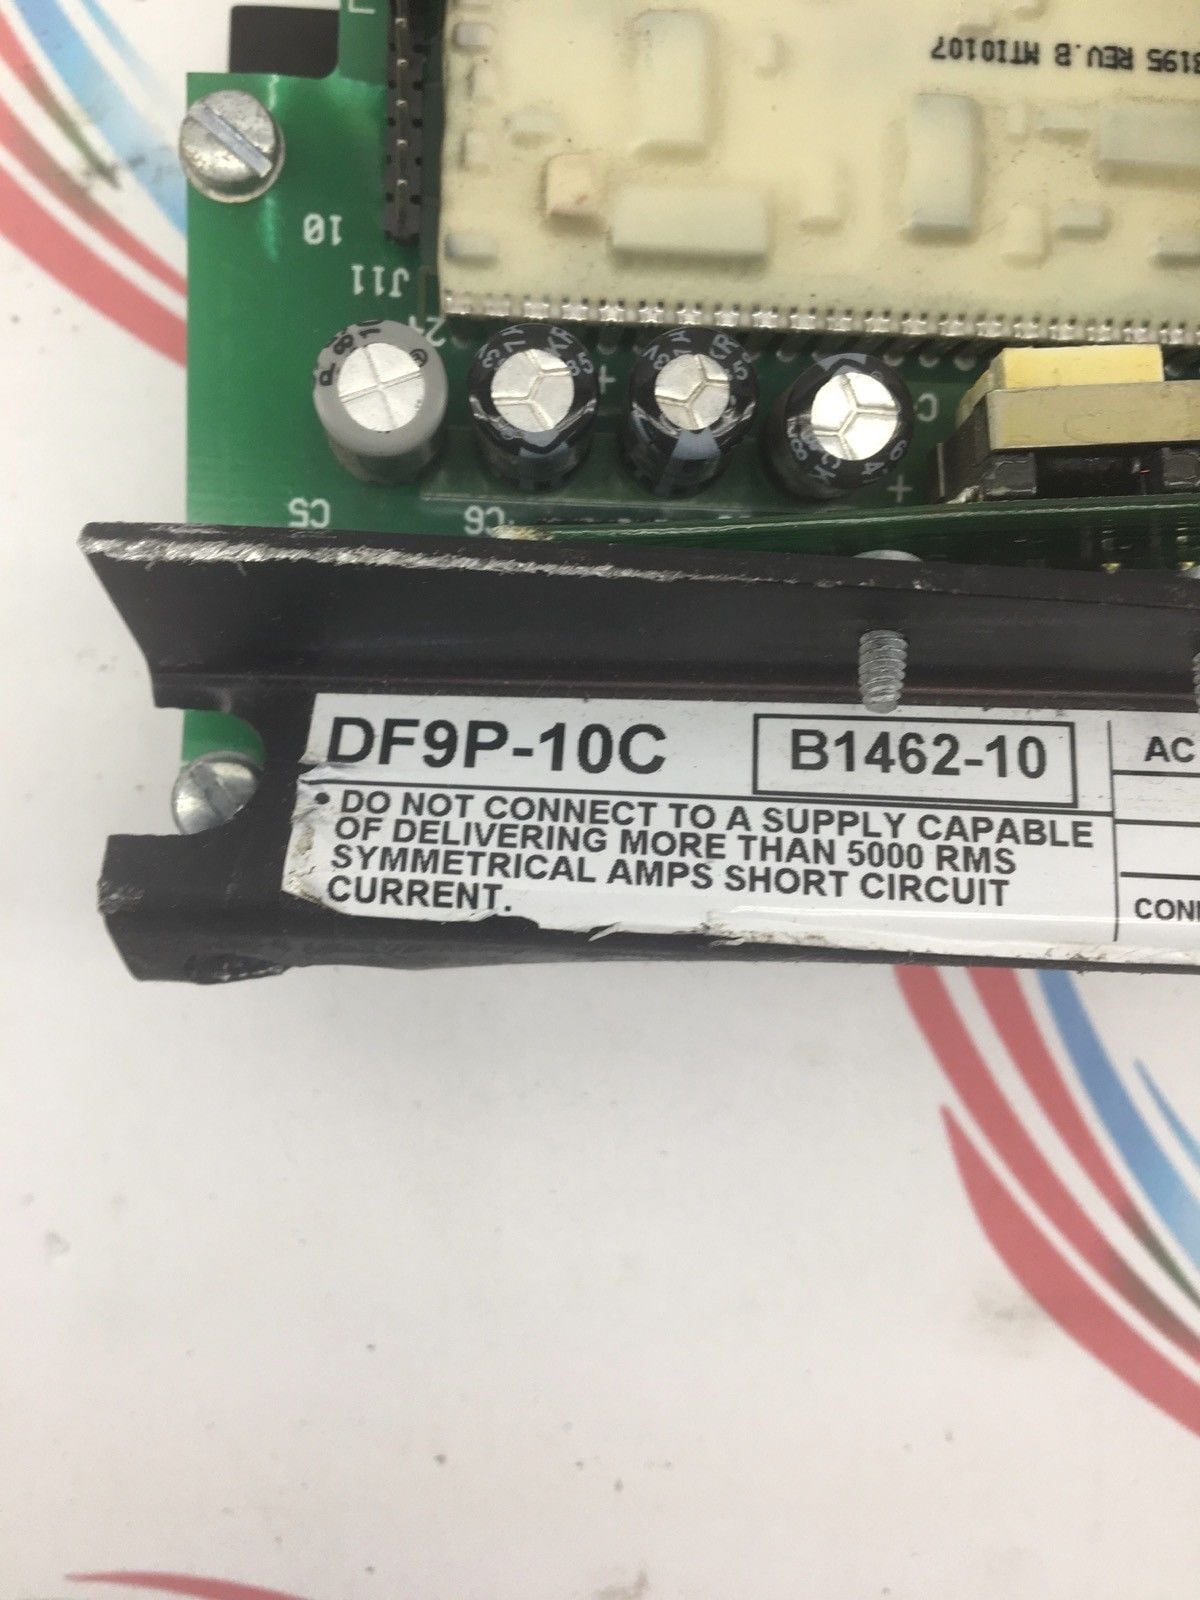 3195 REV.B MTI0107
10
J11
C5
C6
DF9P-10C
B1462-10
AC
• DO NOT CONNECT TO A SUPPLY CAPABLE
OF DELIVERING MORE THAN 5000 RMS
SYMMETRICAL AMPS SHORT CIRCUIT
CURRENT.